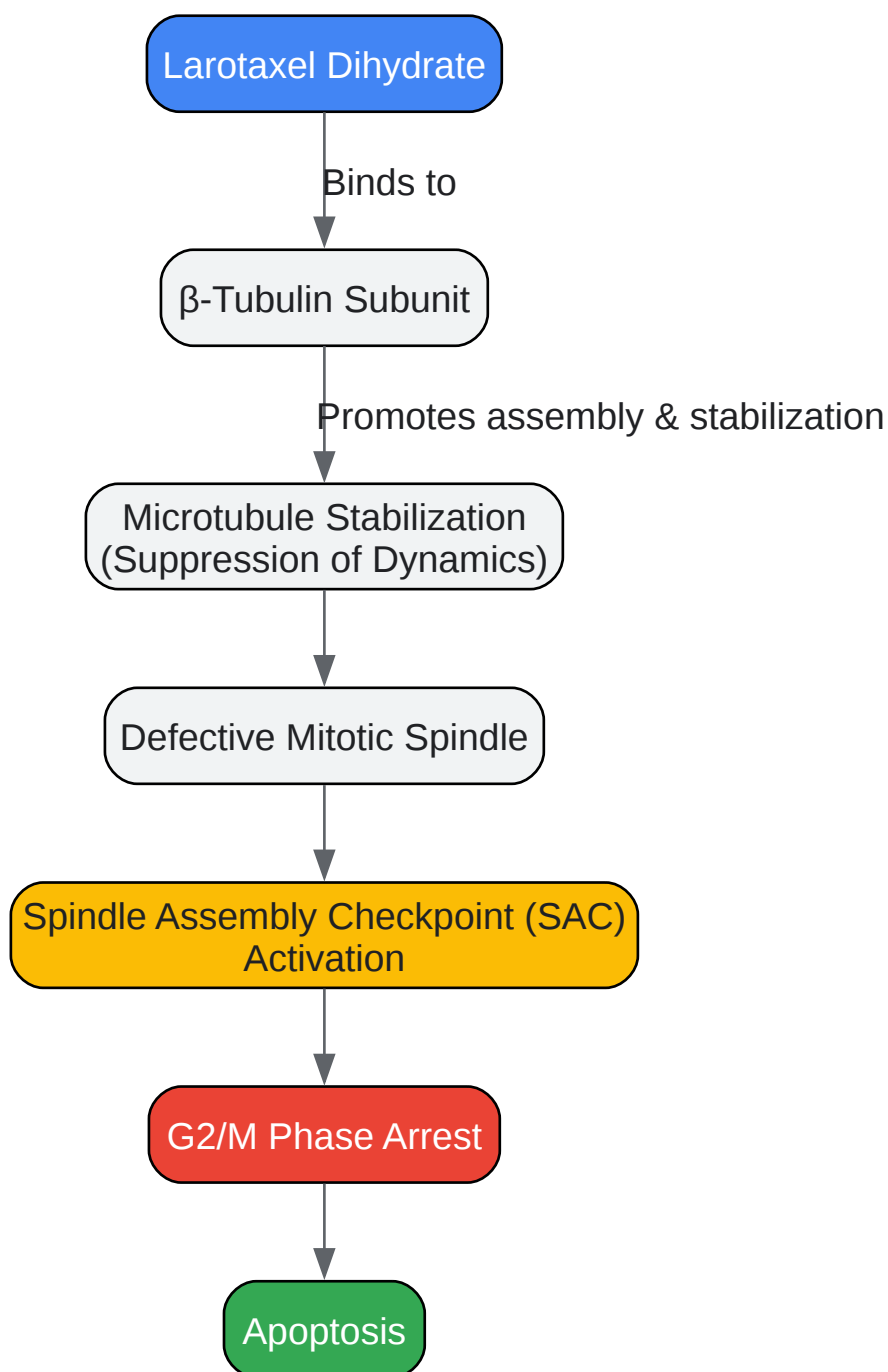 Larotaxel Dihydrate
Binds to
β-Tubulin Subunit
Promotes assembly & stabilization
Microtubule Stabilization
(Suppression of Dynamics)
Defective Mitotic Spindle
Spindle Assembly Checkpoint (SAC)
Activation
G2/M Phase Arrest
Apoptosis